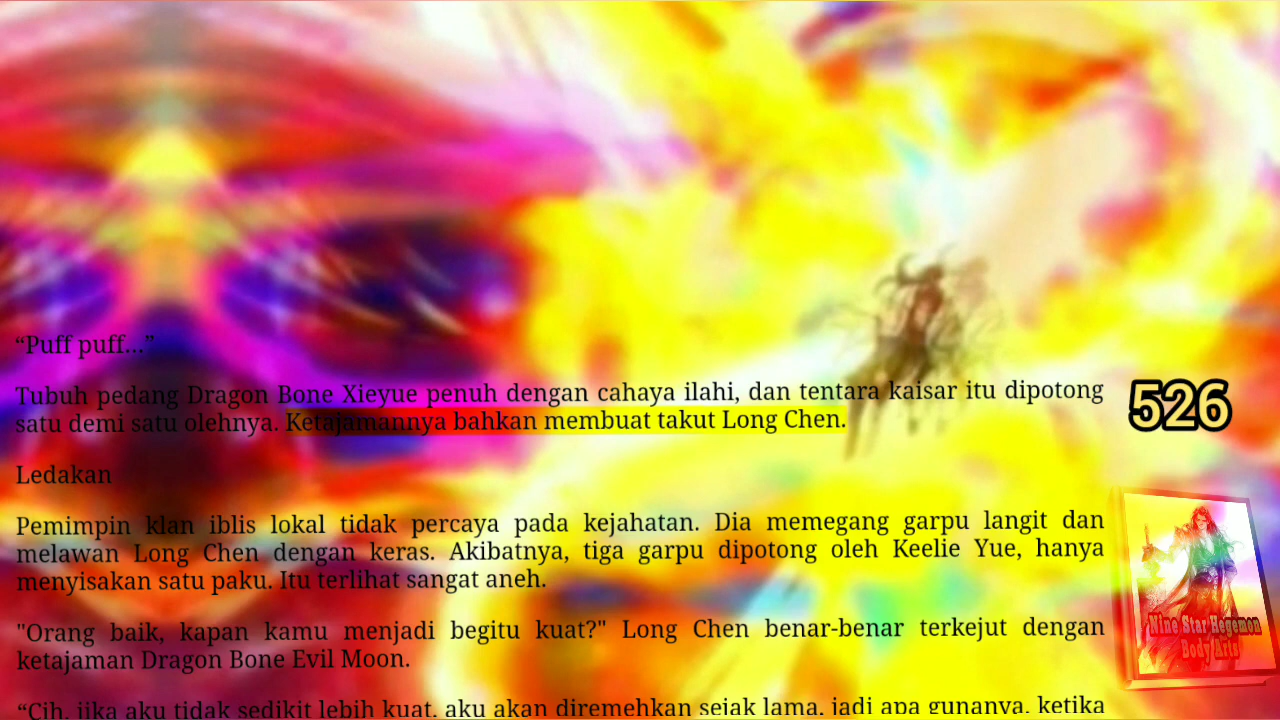 “Puff puff...”
Tubuh pedang Dragon Bone Xieyue penuh dengan cahaya ilahi, dan tentara kaisar itu dipotong
satu demi satu olehnya. Ketajamannya bahkan membuat takut Long Chen.
526
Ledakan
Pemimpin klan iblis lokal tidak percaya pada kejahatan. Dia memegang garpu langit dan
melawan Long Chen dengan keras. Akibatnya, tiga garpu dipotong oleh Keelie Yue, hanya
menyisakan satu paku. Itu terlihat sangat aneh.
"Orang baik, kapan kamu menjadi begitu kuat?" Long Chen benar-benar terkejut dengan
ketajaman Dragon Bone Evil Moon.
Nine Star Hegemon
Body Arts
“Cih, jika aku tidak sedikit lebih kuat, aku akan diremehkan sejak lama, jadi apa gunanya, ketika